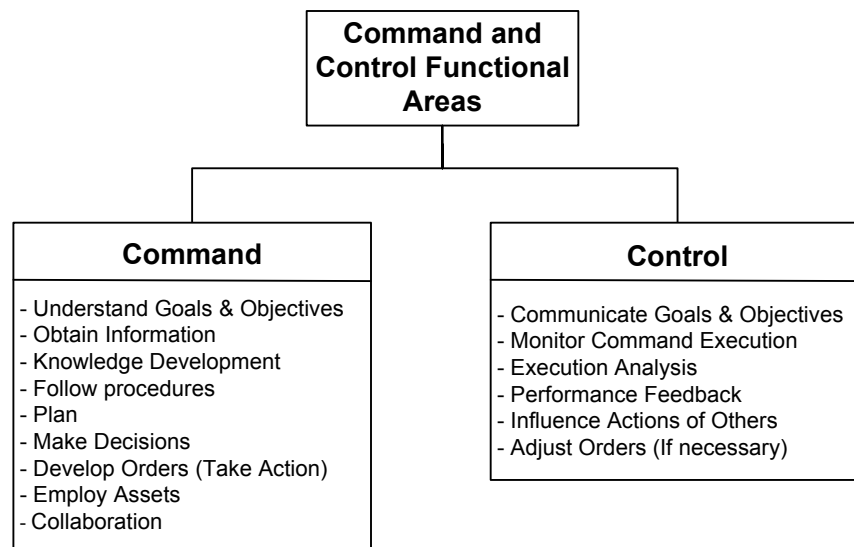 Command and
Control Functional
Areas
Command
- Understand Goals & Objectives
- Obtain Information
- Knowledge Development
- Follow procedures
- Plan
- Make Decisions
- Develop Orders (Take Action)
- Employ Assets
- Collaboration
Control
- Communicate Goals & Objectives
- Monitor Command Execution
- Execution Analysis
- Performance Feedback
- Influence Actions of Others
- Adjust Orders (If necessary)